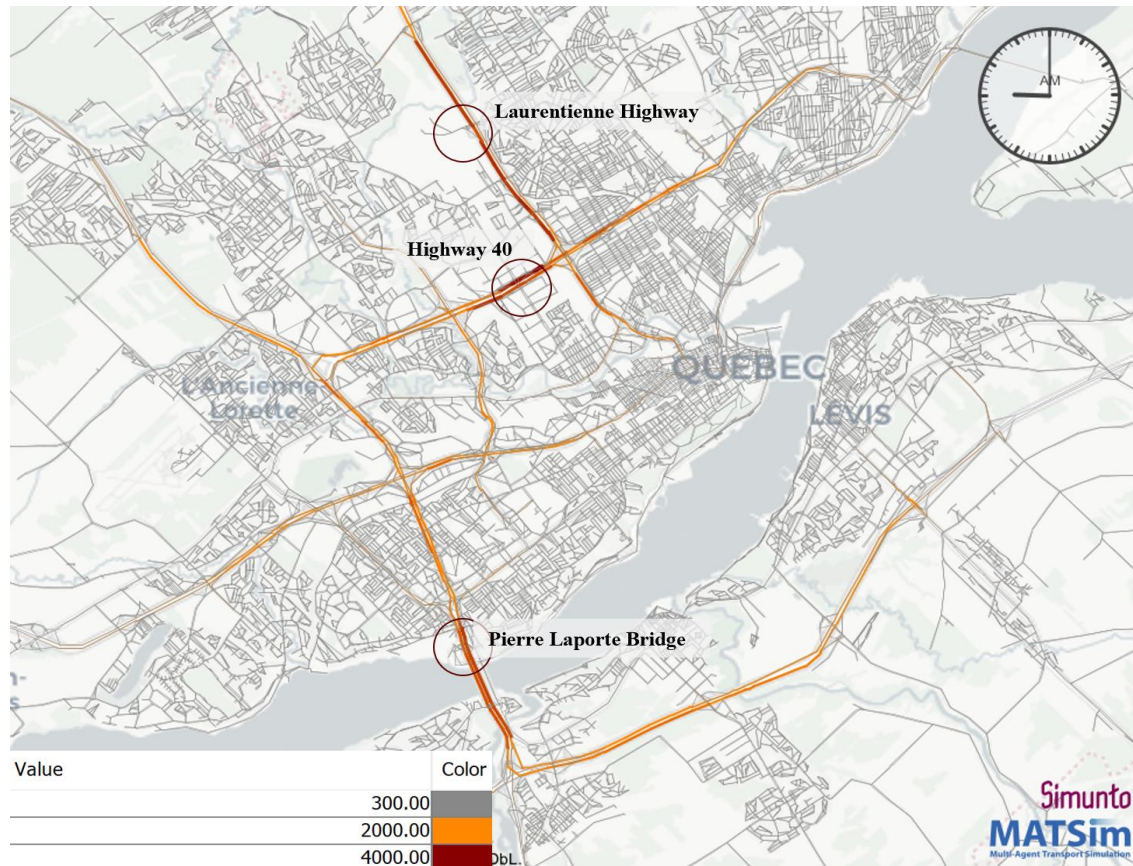 AM
Laurentienne Highway
Highway 40
QUEBEC
L'Ancienne-
Lorette
LEVIS
Pierre Laporte Bridge
Value Color
300.00
2000.00
4000.00
DbL.
Simunto
MATSim
Multi-Agent Transport Simulation